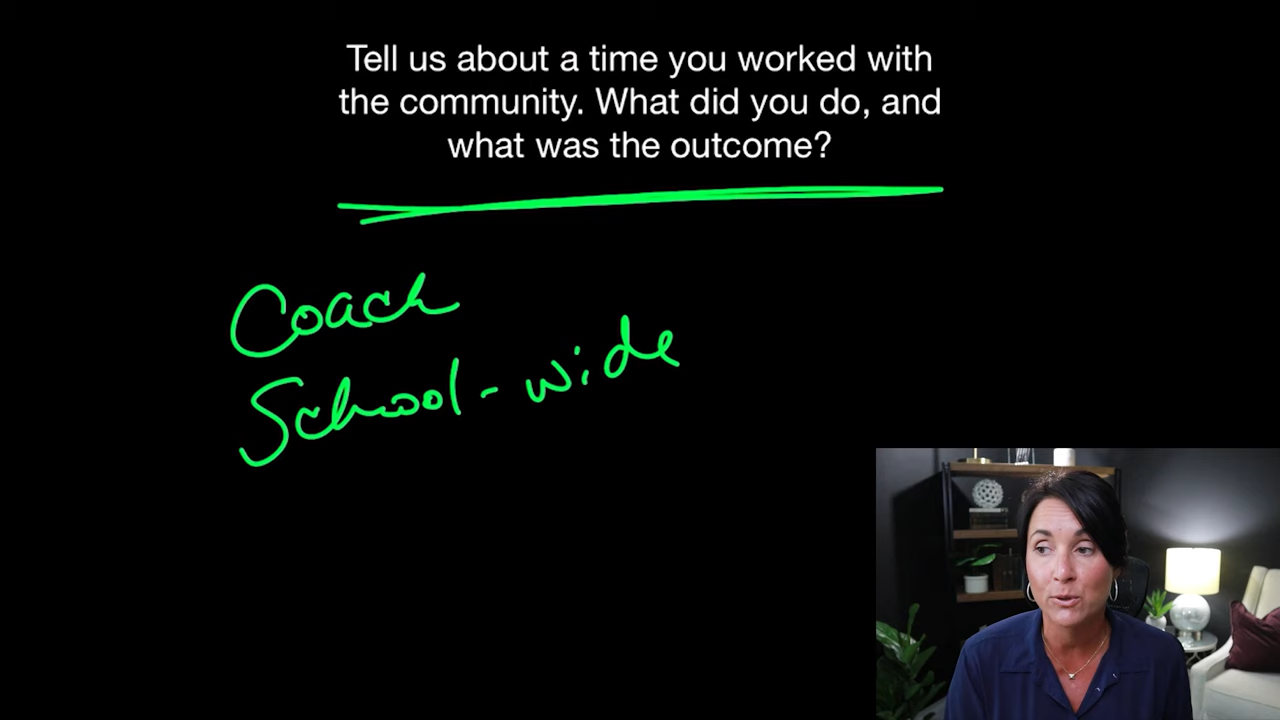 Tell us about a time you worked with
the community. What did you do, and
what was the outcome?
Coach
School-wide